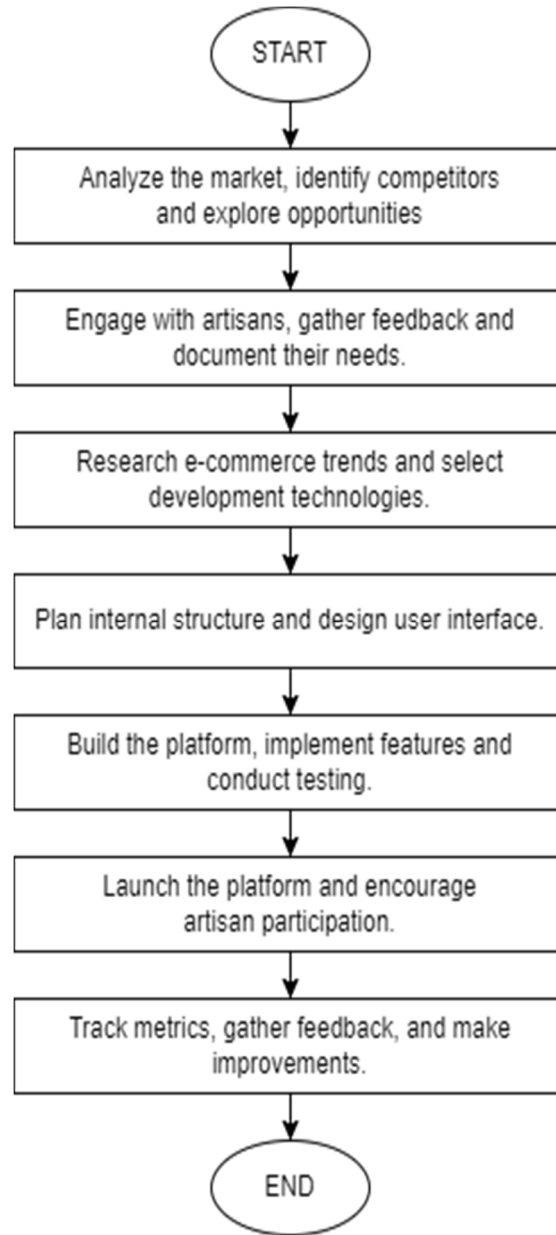 START
Analyze the market, identify competitors
and explore opportunities
Engage with artisans, gather feedback and
document their needs.
Research e-commerce trends and select
development technologies.
Plan internal structure and design user interface.
Build the platform, implement features and
conduct testing.
Launch the platform and encourage
artisan participation.
Track metrics, gather feedback, and make
improvements.
END